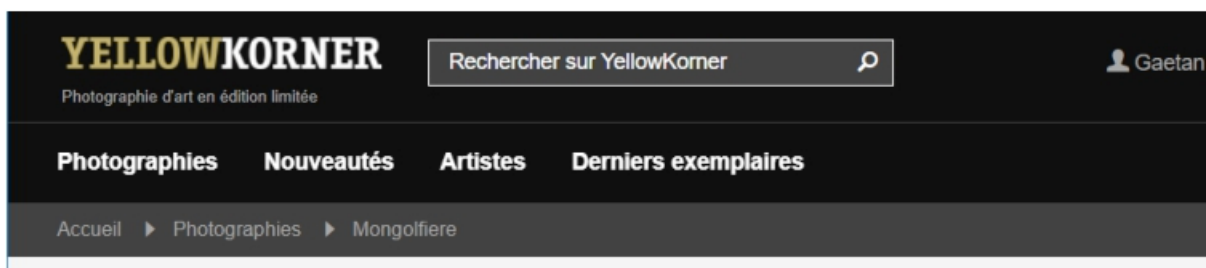 YELLOWKORNER
Rechercher sur YellowKorner
Gaetan
Photographie d'art en édition limitée
Photographies Nouveautés Artistes Derniers exemplaires
Accueil Photographies Mongolfiere